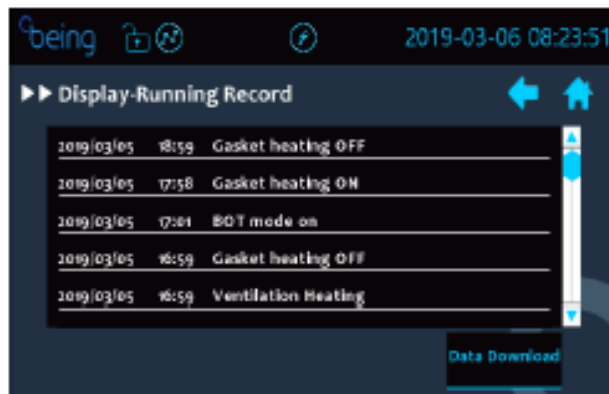 being 2019-03-06 08:23:51
▶▶ Display-Running Record
2019/03/05 18:59 Gasket heating OFF
2019/03/05 17:58 Gasket heating ON
2019/03/05 17:01 BOT mode on
2019/03/05 16:59 Gasket heating OFF
2019/03/05 16:59 Ventilation Heating
Data Download